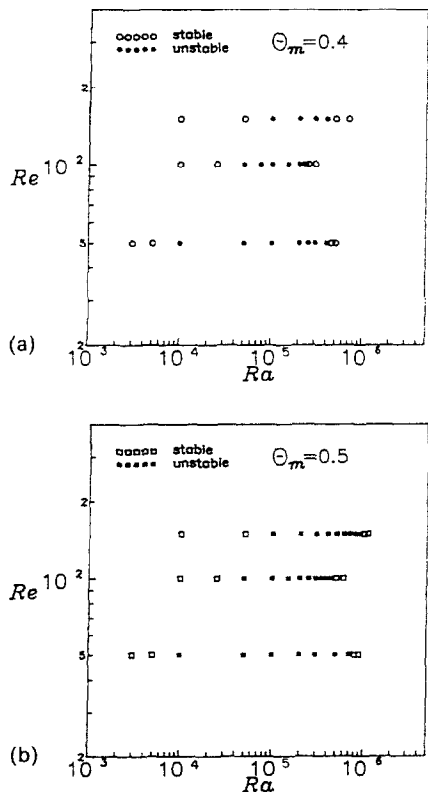 ooooo stable
••••• unstable
Θm=0.4
2
Re 10²
5
2
10³ 10⁴ 10⁵ 10⁶
Ra
(a)
□□□□□ stable
▪▪▪▪▪ unstable
Θm=0.5
2
Re 10²
5
2
10³ 10⁴ 10⁵ 10⁶
Ra
(b)